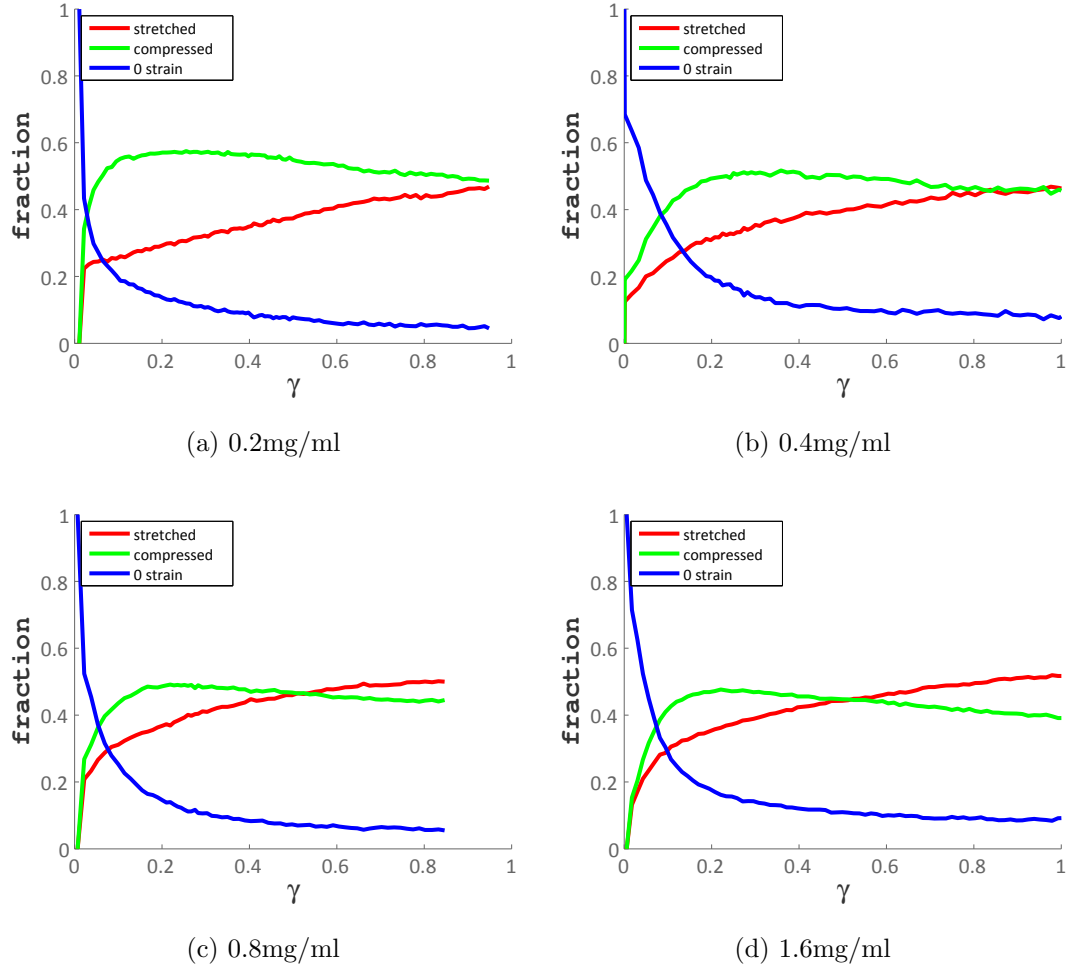 stretched
compressed
0 strain
fraction
1
0.8
0.6
0.4
0.2
0
0 0.2 0.4 0.6 0.8 1
γ
(a) 0.2mg/ml
stretched
compressed
0 strain
fraction
1
0.8
0.6
0.4
0.2
0
0 0.2 0.4 0.6 0.8 1
γ
(b) 0.4mg/ml
stretched
compressed
0 strain
fraction
1
0.8
0.6
0.4
0.2
0
0 0.2 0.4 0.6 0.8 1
γ
(c) 0.8mg/ml
stretched
compressed
0 strain
fraction
1
0.8
0.6
0.4
0.2
0
0 0.2 0.4 0.6 0.8 1
γ
(d) 1.6mg/ml